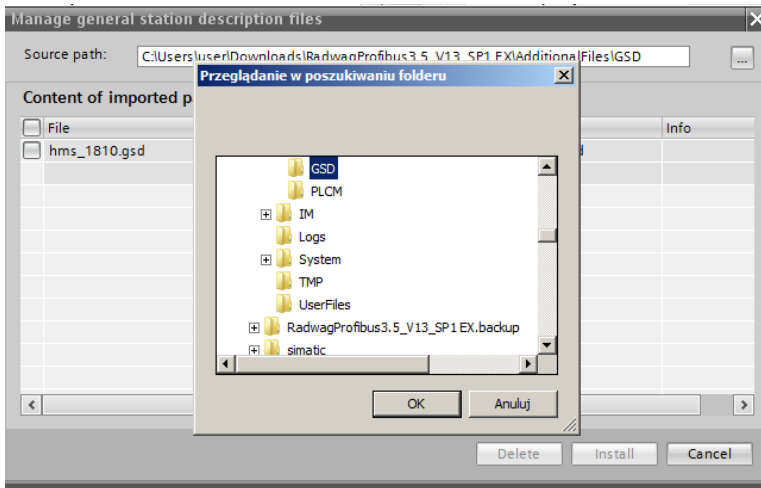 Manage general station description files
Source path: C:\Users\user\Downloads\RadwagProfibus3.5_V13_SP1 EX\AdditionalFiles\GSD ...
Przeglądanie w poszukiwaniu folderu
Content of imported p
File Info
hms_1810.gsd
GSD
PLCM
IM
Logs
System
TMP
UserFiles
RadwagProfibus3.5_V13_SP1 EX.backup
simatic
OK Anuluj
Delete Install Cancel